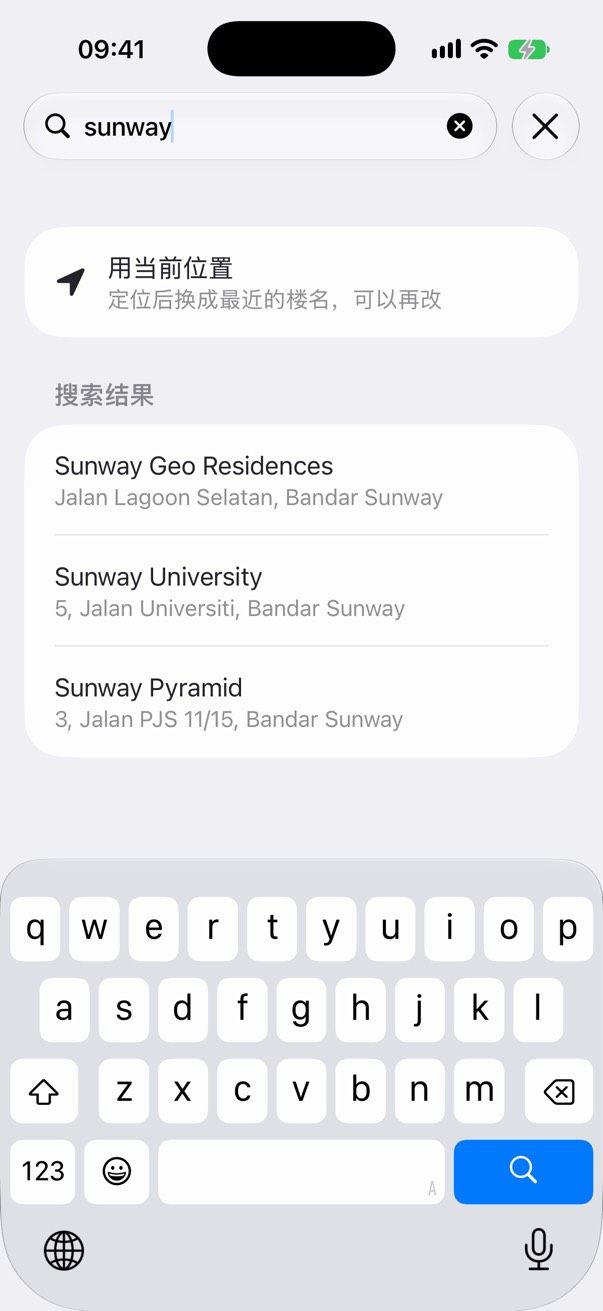 09:41
sunway
用当前位置
定位后换成最近的楼名，可以再改
搜索结果
Sunway Geo Residences
Jalan Lagoon Selatan, Bandar Sunway
Sunway University
5, Jalan Universiti, Bandar Sunway
Sunway Pyramid
3, Jalan PJS 11/15, Bandar Sunway
q w e r t y u i o p
a s d f g h j k l
z x c v b n m
123
A